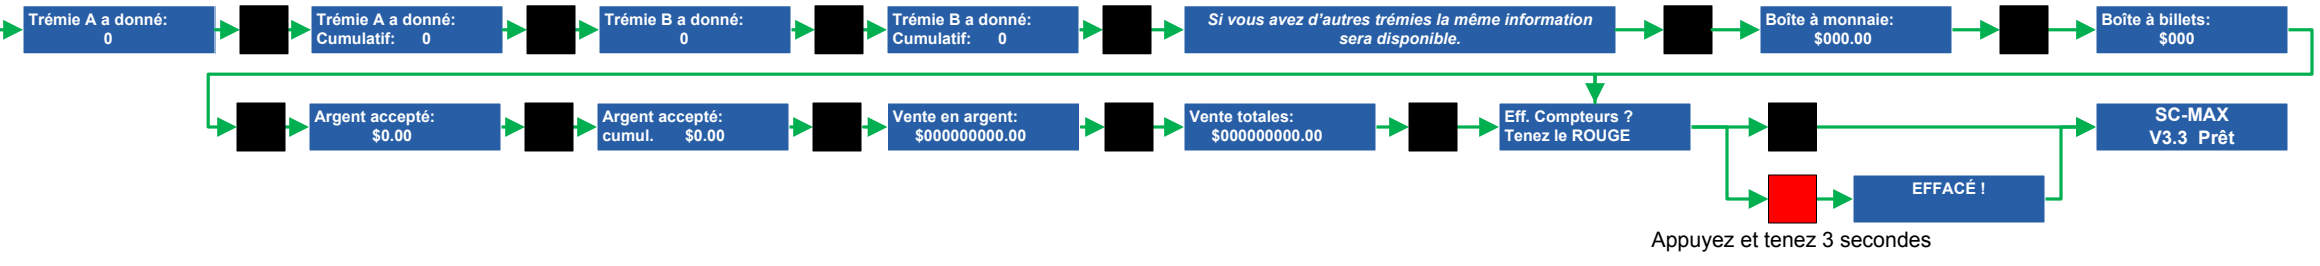 Trémie A a donné:
0
Trémie A a donné:
Cumulatif: 0
Trémie B a donné:
0
Trémie B a donné:
Cumulatif: 0
Si vous avez d'autres trémies la même information
sera disponible.
Boîte à monnaie:
$000.00
Boîte à billets:
$000
Argent accepté:
$0.00
Argent accepté:
cumul. $0.00
Vente en argent:
$000000000.00
Vente totales:
$000000000.00
Eff. Compteurs ?
Tenez le ROUGE
SC-MAX
V3.3 Prêt
EFFACÉ !
Appuyez et tenez 3 secondes